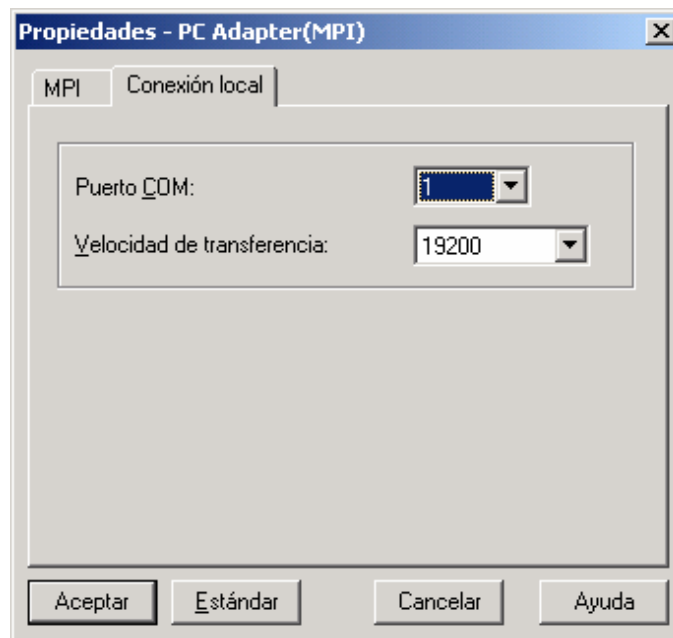 Propiedades - PC Adapter(MPI)
MPI Conexión local
Puerto COM: 1
Velocidad de transferencia: 19200
Aceptar Estándar Cancelar Ayuda